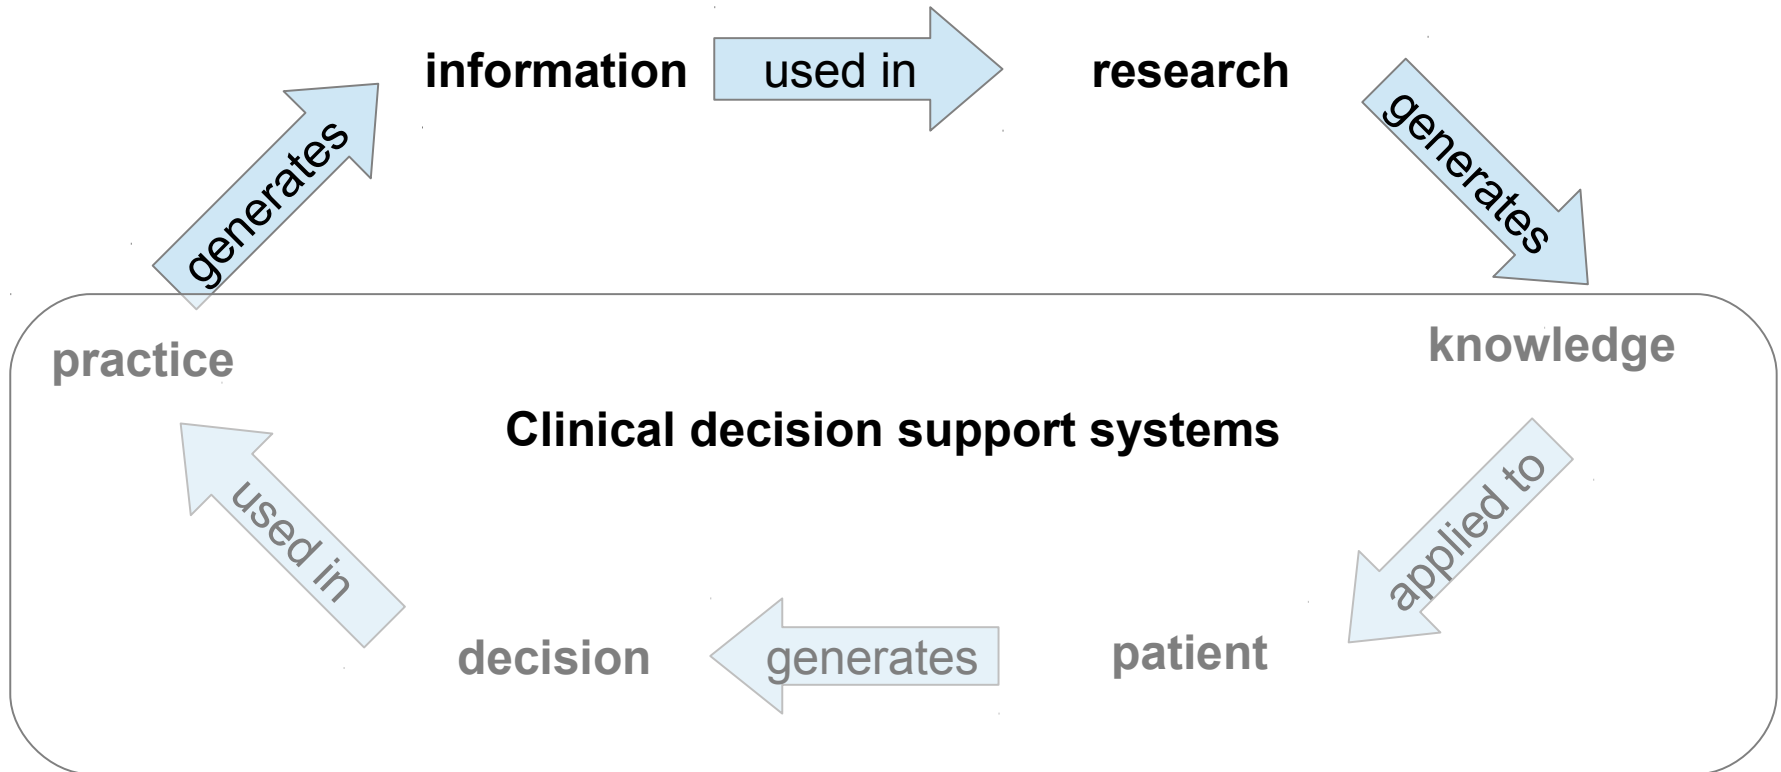 information
used in
research
generates
generates
practice
knowledge
Clinical decision support systems
used in
applied to
decision
generates
patient